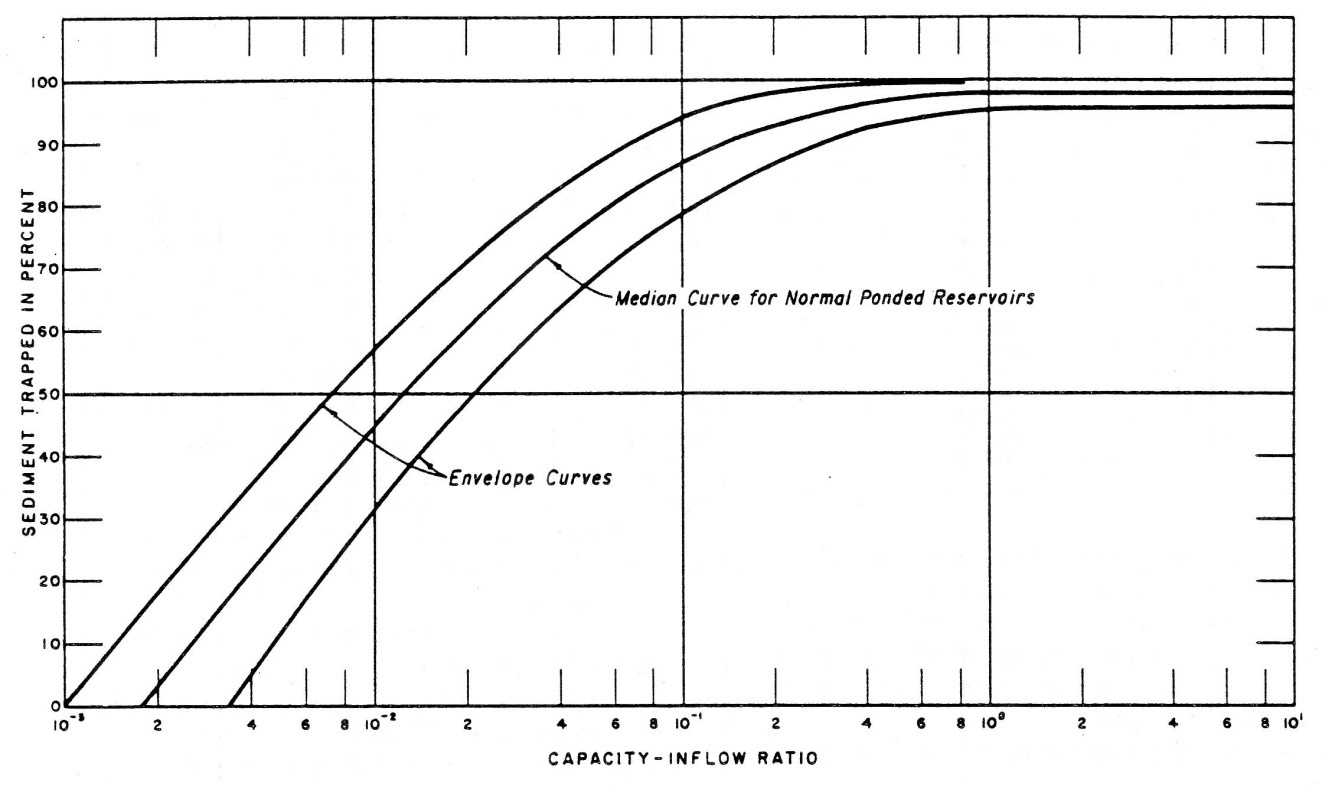 100
90
80
70
60
50
40
30
20
10
0
SEDIMENT TRAPPED IN PERCENT
Median Curve for Normal Ponded Reservoirs
Envelope Curves
10⁻³ 2 4 6 8 10⁻² 2 4 6 8 10⁻¹ 2 4 6 8 10⁰ 2 4 6 8 10¹
CAPACITY-INFLOW RATIO